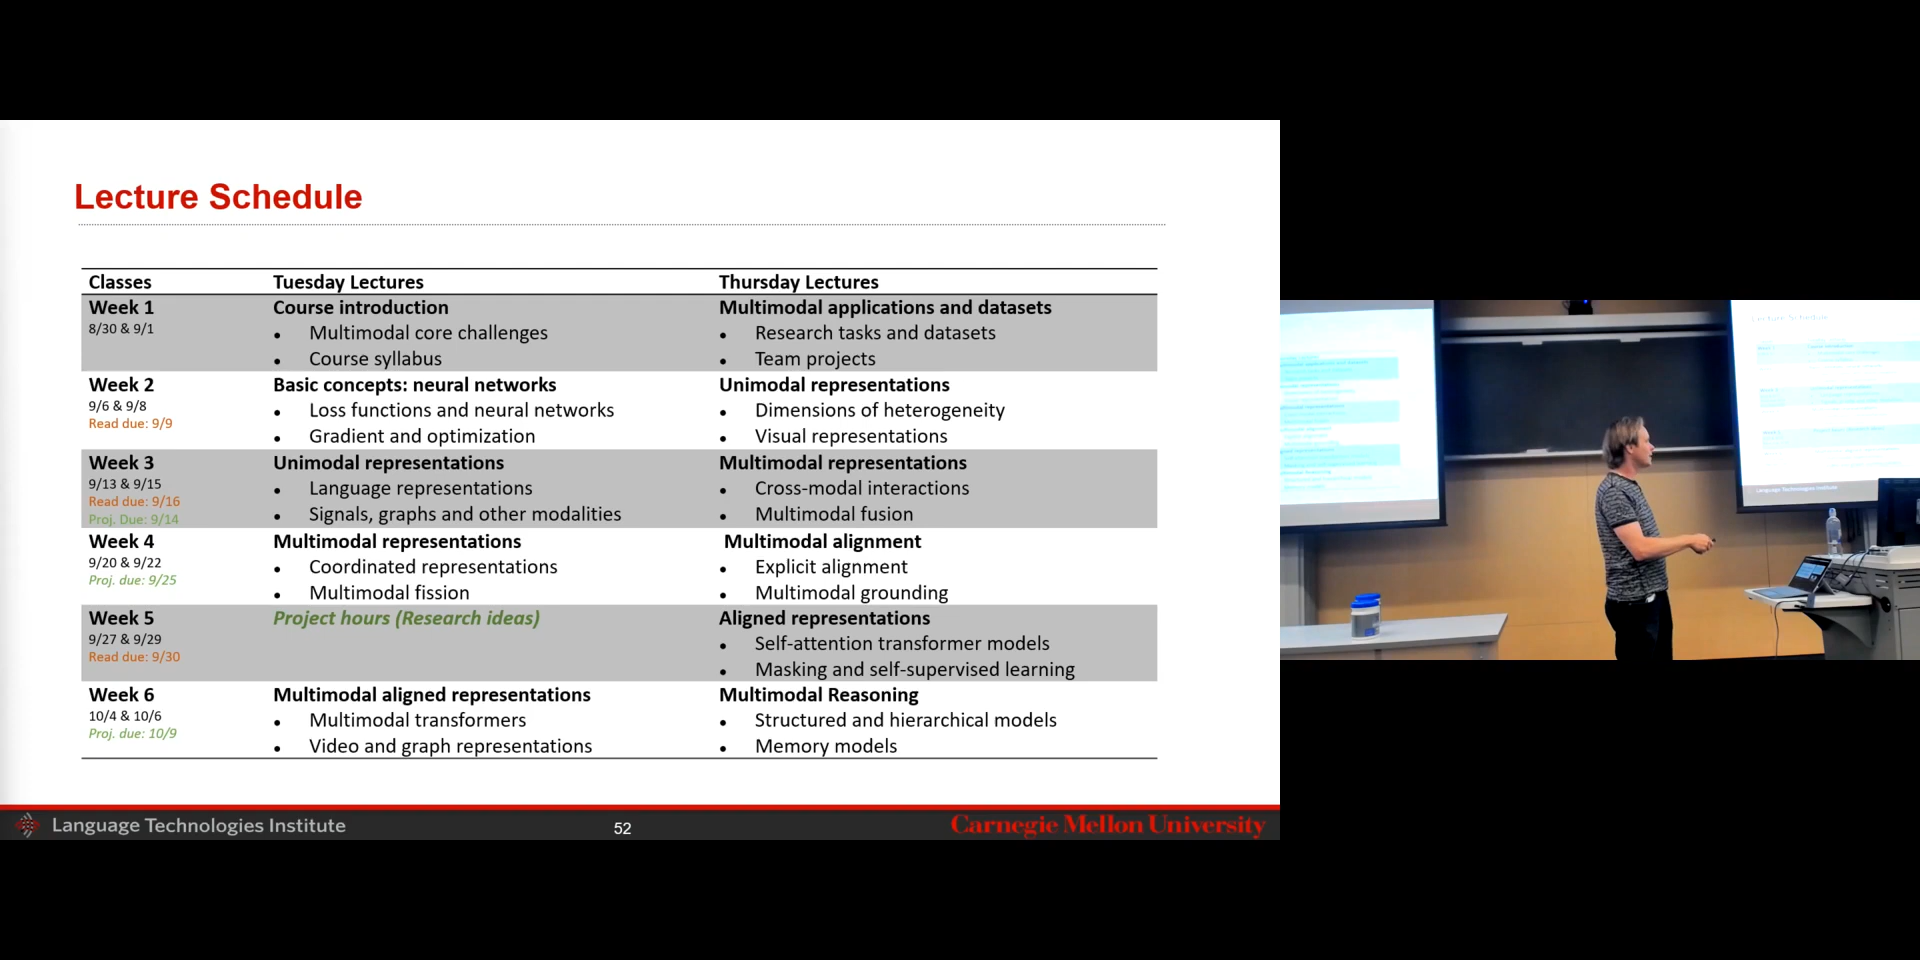 Lecture Schedule
Classes Tuesday Lectures Thursday Lectures
Week 1 Course introduction Multimodal applications and datasets
8/30 & 9/1 • Multimodal core challenges • Research tasks and datasets
• Course syllabus • Team projects
Week 2 Basic concepts: neural networks Unimodal representations
9/6 & 9/8 • Loss functions and neural networks • Dimensions of heterogeneity
Read due: 9/9 • Gradient and optimization • Visual representations
Week 3 Unimodal representations Multimodal representations
9/13 & 9/15 • Language representations • Cross-modal interactions
Read due: 9/16 • Signals, graphs and other modalities • Multimodal fusion
Proj. Due: 9/14
Week 4 Multimodal representations Multimodal alignment
9/20 & 9/22 • Coordinated representations • Explicit alignment
Proj. due: 9/25 • Multimodal fission • Multimodal grounding
Week 5 Project hours (Research ideas) Aligned representations
9/27 & 9/29 • Self-attention transformer models
Read due: 9/30 • Masking and self-supervised learning
Week 6 Multimodal aligned representations Multimodal Reasoning
10/4 & 10/6 • Multimodal transformers • Structured and hierarchical models
Proj. due: 10/9 • Video and graph representations • Memory models
Language Technologies Institute 52 Carnegie Mellon University
Lecture Schedule
Language Technologies Institute